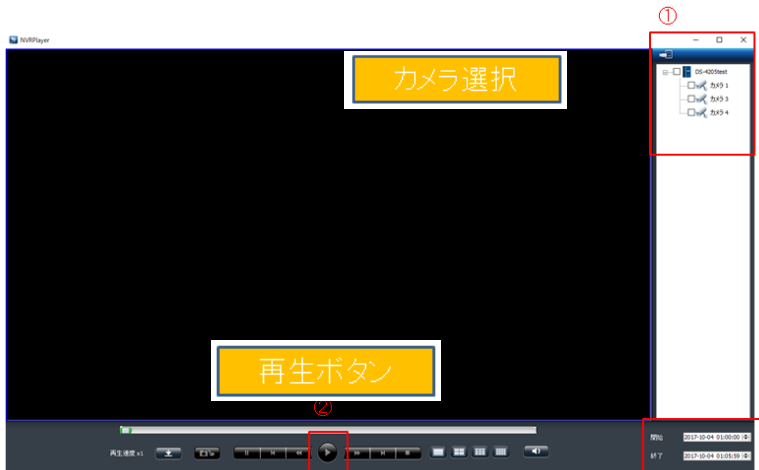 ①
NVRPlayer
カメラ選択
DS-4205test
カメラ 1
カメラ 3
カメラ 4
再生ボタン
②
再生速度 ×1
開始 2017-10-04 01:00:00
終了 2017-10-04 01:05:59